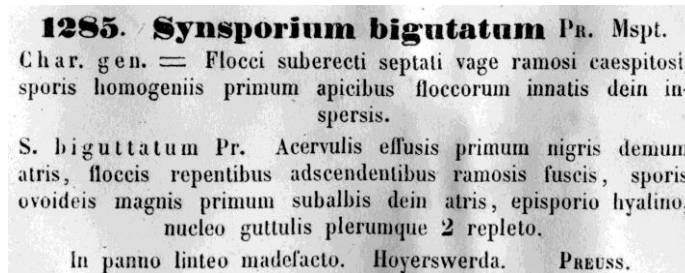 1285. Synsporium bigutatum Pr. Mspt.
Char. gen. = Flocci suberecti septati vage ramosi caespitosi,
sporis homogeniis primum apicibus floccorum innatis dein in-
spersis.
S. biguttatum Pr. Acervulis effusis primum nigris demum
atris, floccis repentibus adscendentibus ramosis fuscis, sporis
ovoideis magnis primum subalbis dein atris, episporio hyalino,
nucleo guttulis plerumque 2 repleto.
In panno linteo madefacto. Hoyerswerda. Preuss.